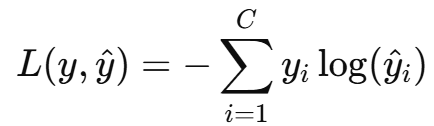 L(y, ŷ) = − ∑_{i=1}^{C} y_i log(ŷ_i)